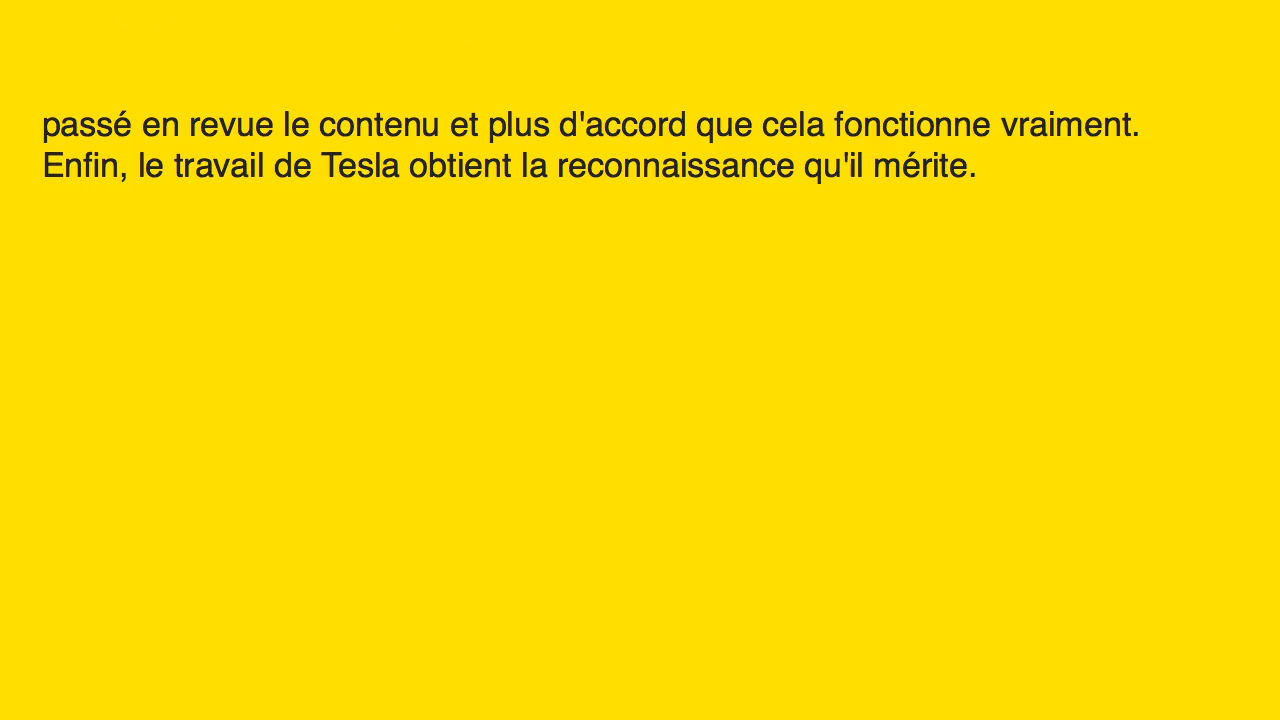 passé en revue le contenu et plus d'accord que cela fonctionne vraiment.
Enfin, le travail de Tesla obtient la reconnaissance qu'il mérite.